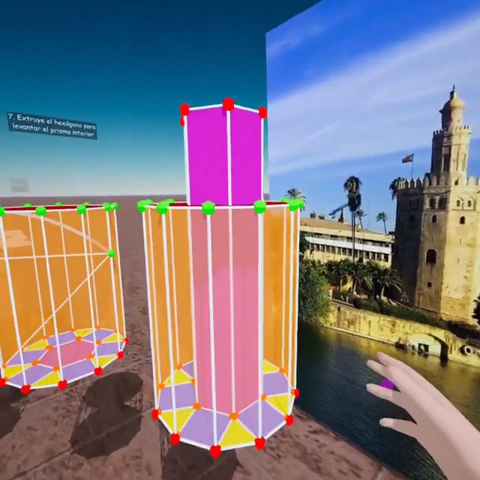 7. Extruye el hexágono para
levantar el prisma interior